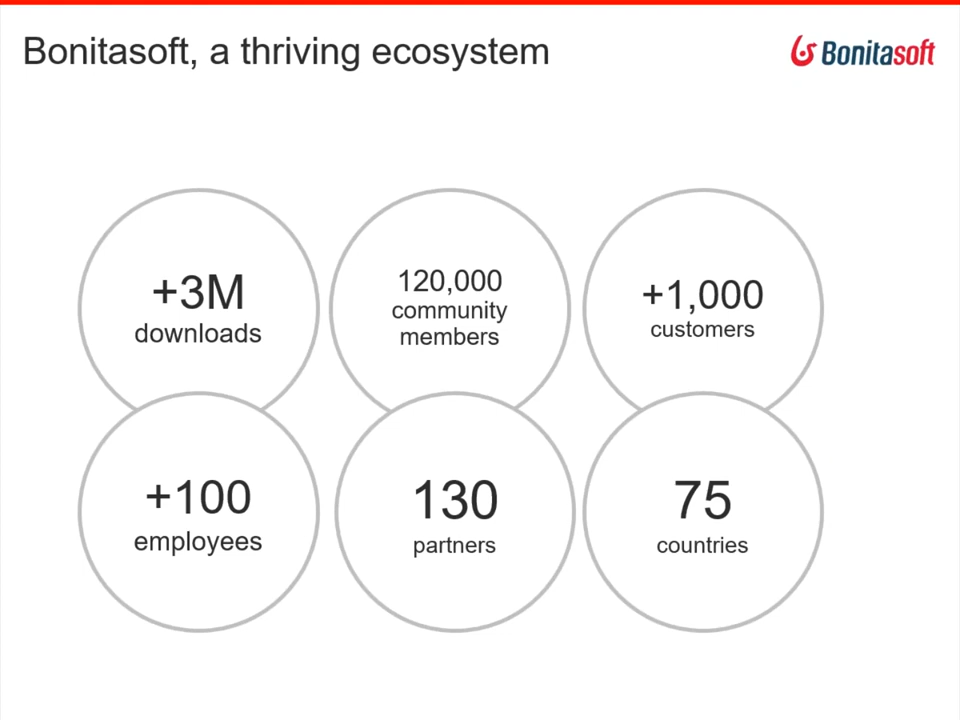 Bonitasoft, a thriving ecosystem
Bonitasoft
+3M
downloads
120,000
community
members
+1,000
customers
+100
employees
130
partners
75
countries